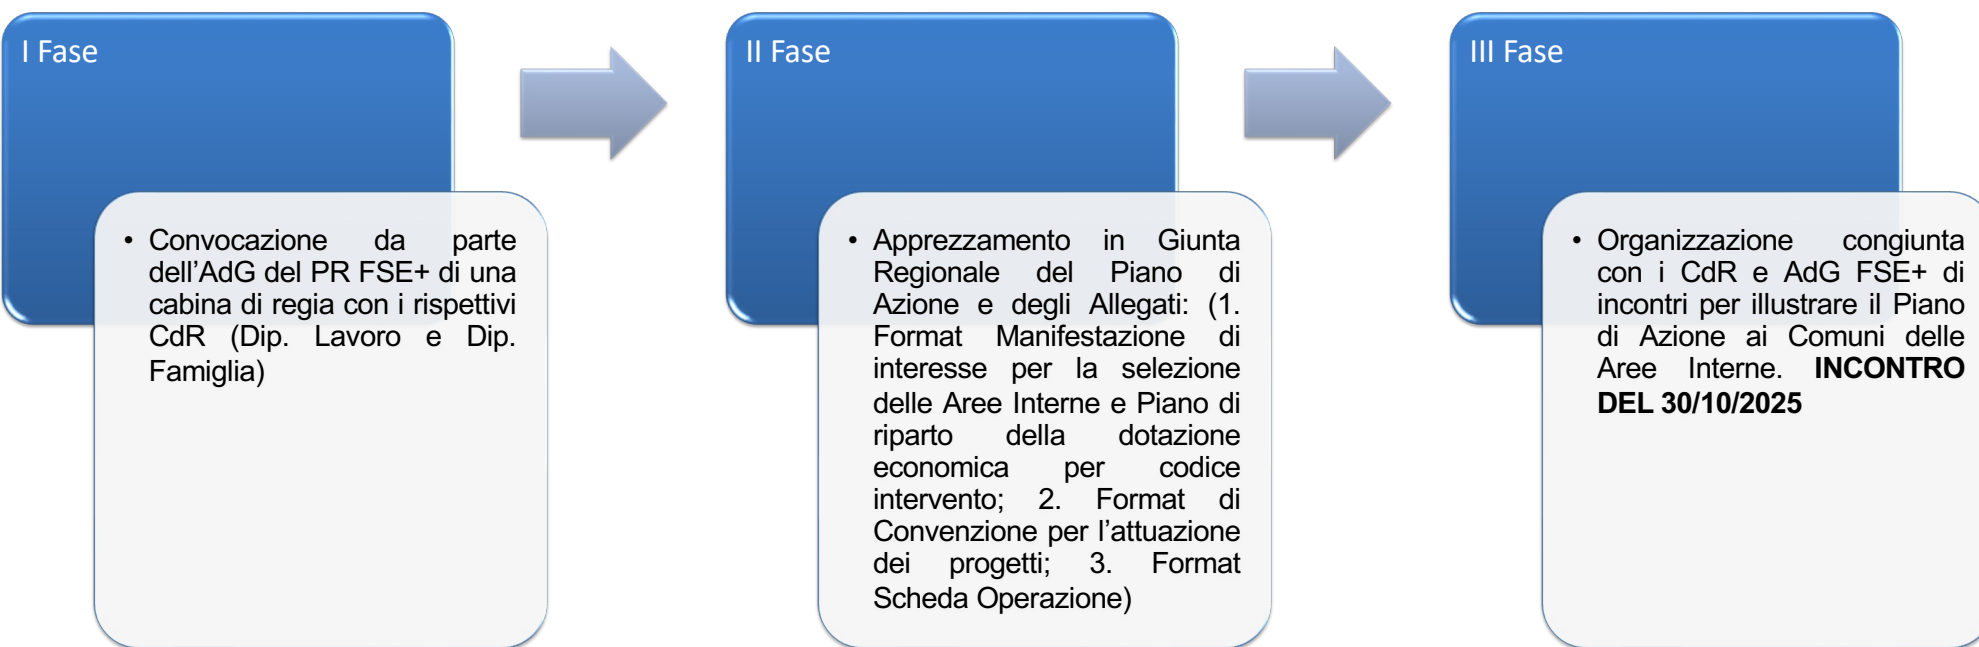 I Fase
• Convocazione da parte
dell’AdG del PR FSE+ di una
cabina di regia con i rispettivi
CdR (Dip. Lavoro e Dip.
Famiglia)
II Fase
• Apprezzamento in Giunta
Regionale del Piano di
Azione e degli Allegati: (1.
Format Manifestazione di
interesse per la selezione
delle Aree Interne e Piano di
riparto della dotazione
economica per codice
intervento; 2. Format di
Convenzione per l’attuazione
dei progetti; 3. Format
Scheda Operazione)
III Fase
• Organizzazione congiunta
con i CdR e AdG FSE+ di
incontri per illustrare il Piano
di Azione ai Comuni delle
Aree Interne. INCONTRO
DEL 30/10/2025